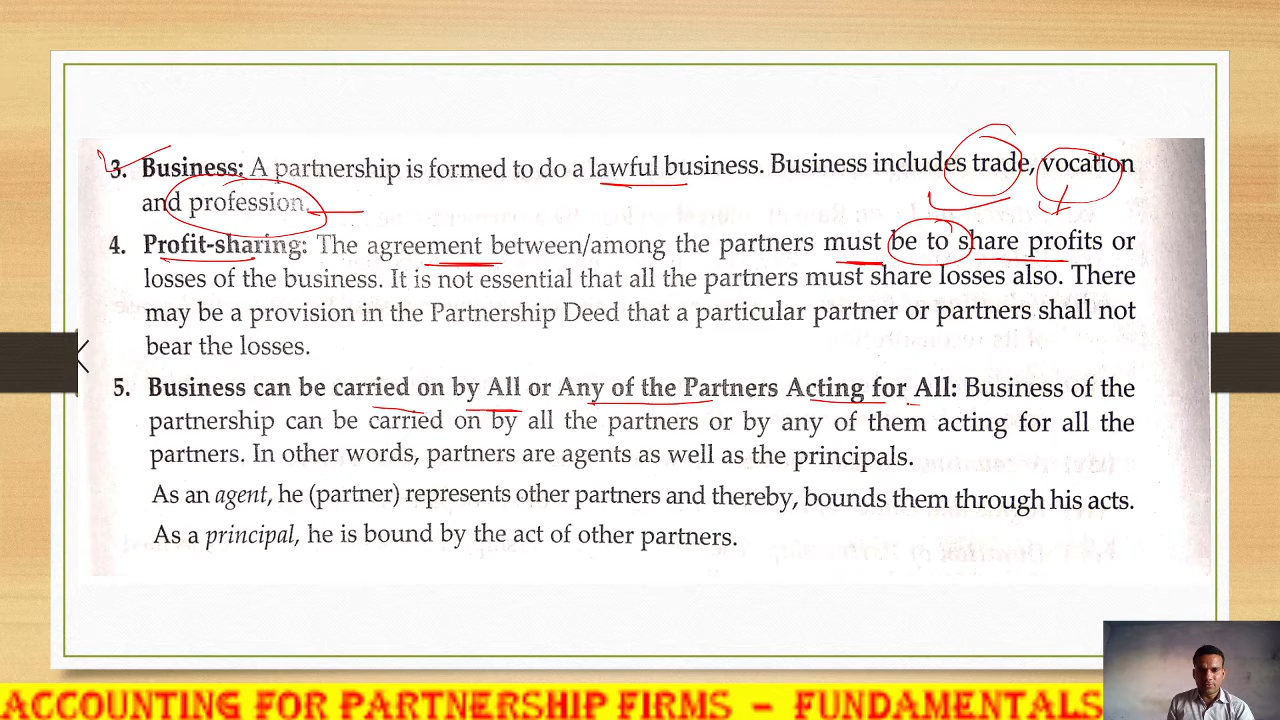 3. Business: A partnership is formed to do a lawful business. Business includes trade, vocation
and profession.
4. Profit-sharing: The agreement between/among the partners must be to share profits or
losses of the business. It is not essential that all the partners must share losses also. There
may be a provision in the Partnership Deed that a particular partner or partners shall not
bear the losses.
5. Business can be carried on by All or Any of the Partners Acting for All: Business of the
partnership can be carried on by all the partners or by any of them acting for all the
partners. In other words, partners are agents as well as the principals.
As an agent, he (partner) represents other partners and thereby, bounds them through his acts.
As a principal, he is bound by the act of other partners.
ACCOUNTING FOR PARTNERSHIP FIRMS – FUNDAMENTALS